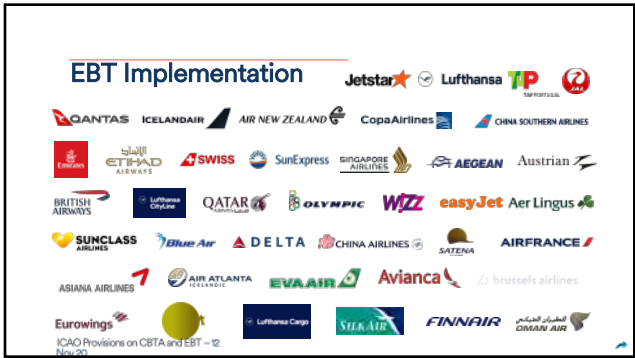 EBT Implementation
Jetstar Lufthansa TAP PORTUGAL JAL
QANTAS ICELANDAIR AIR NEW ZEALAND CopaAirlines CHINA SOUTHERN AIRLINES
Emirates الإتحاد ETIHAD AIRWAYS SWISS SunExpress SINGAPORE AIRLINES AEGEAN Austrian
BRITISH AIRWAYS Lufthansa CityLine QATAR AIRWAYS القطرية OLYMPIC WIZZ easyJet Aer Lingus
SUNCLASS AIRLINES Blue Air DELTA CHINA AIRLINES SATENA AIRFRANCE
ASIANA AIRLINES AIR ATLANTA ICELANDIC EVA AIR Avianca brussels airlines
Eurowings Lufthansa Cargo SILKAIR FINNAIR الطيران العماني OMAN AIR
ICAO Provisions on CBTA and EBT – 12
Nov 20